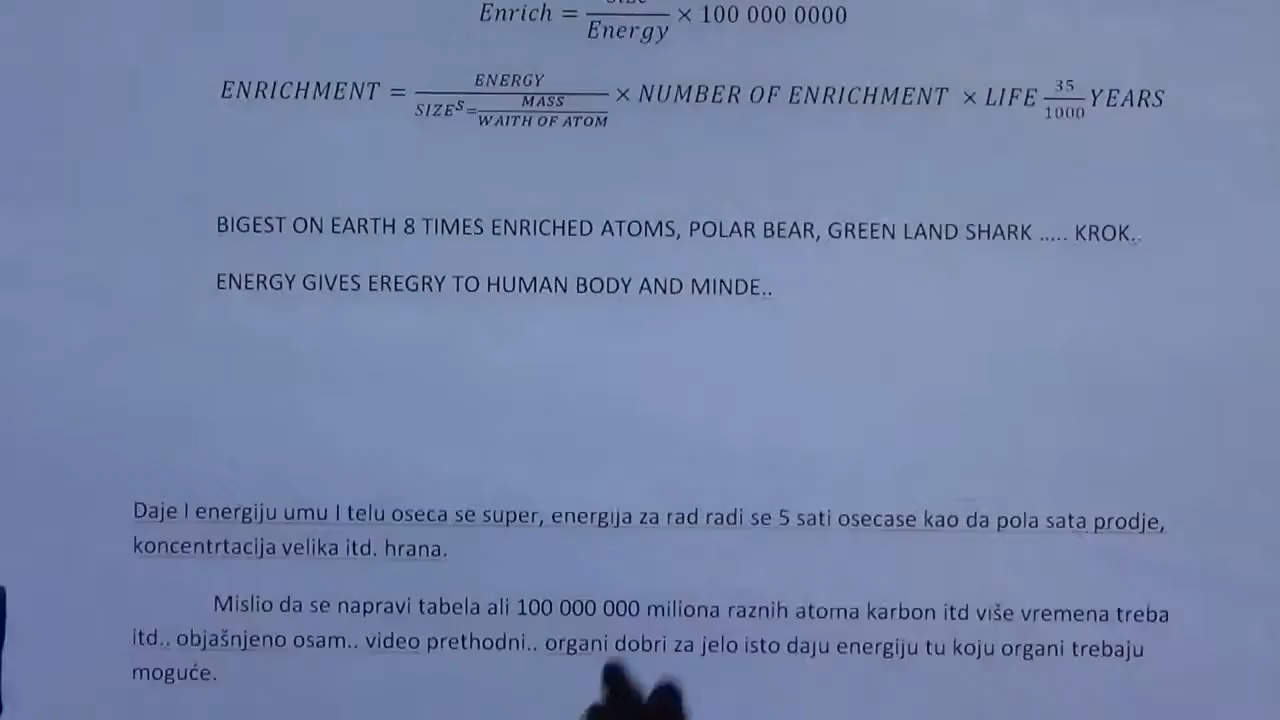 Enrich = Size/Energy × 100 000 0000
ENRICHMENT = ENERGY/SIZE^S=MASS/WAITH OF ATOM × NUMBER OF ENRICHMENT × LIFE 35/1000 YEARS
BIGEST ON EARTH 8 TIMES ENRICHED ATOMS, POLAR BEAR, GREEN LAND SHARK ..... KROK..
ENERGY GIVES EREGRY TO HUMAN BODY AND MINDE..
Daje I energiju umu I telu oseca se super, energija za rad radi se 5 sati osecase kao da pola sata prodje,
koncentrtacija velika itd. hrana.
Mislio da se napravi tabela ali 100 000 000 miliona raznih atoma karbon itd više vremena treba
itd.. objašnjeno osam.. video prethodni.. organi dobri za jelo isto daju energiju tu koju organi trebaju
moguće.